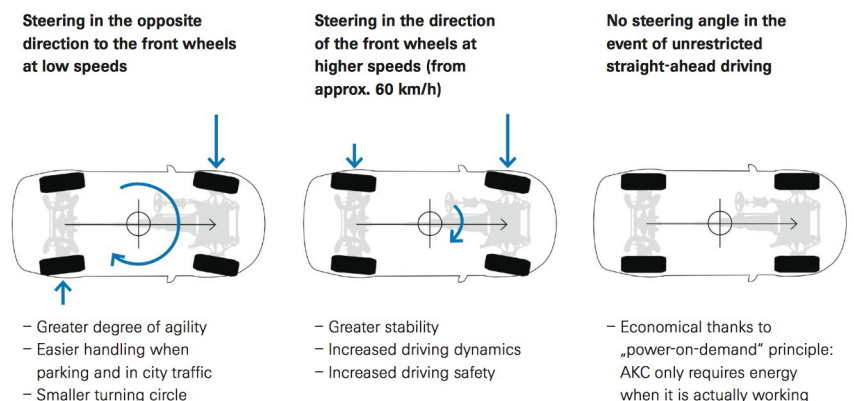 Steering in the opposite
direction to the front wheels
at low speeds
Steering in the direction
of the front wheels at
higher speeds (from
approx. 60 km/h)
No steering angle in the
event of unrestricted
straight-ahead driving
– Greater degree of agility
– Easier handling when
parking and in city traffic
– Smaller turning circle
– Greater stability
– Increased driving dynamics
– Increased driving safety
– Economical thanks to
„power-on-demand“ principle:
AKC only requires energy
when it is actually working